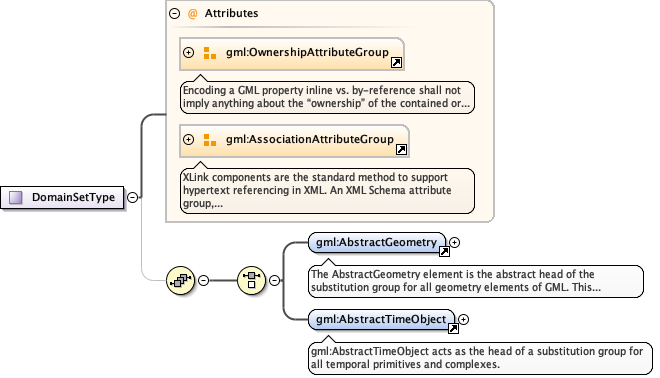 @ Attributes
gml:OwnershipAttributeGroup
Encoding a GML property inline vs. by-reference shall not
imply anything about the “ownership” of the contained or...
gml:AssociationAttributeGroup
XLink components are the standard method to support
hypertext referencing in XML. An XML Schema attribute
group,...
DomainSetType
gml:AbstractGeometry
The AbstractGeometry element is the abstract head of the
substitution group for all geometry elements of GML. This...
gml:AbstractTimeObject
gml:AbstractTimeObject acts as the head of a substitution group for
all temporal primitives and complexes.